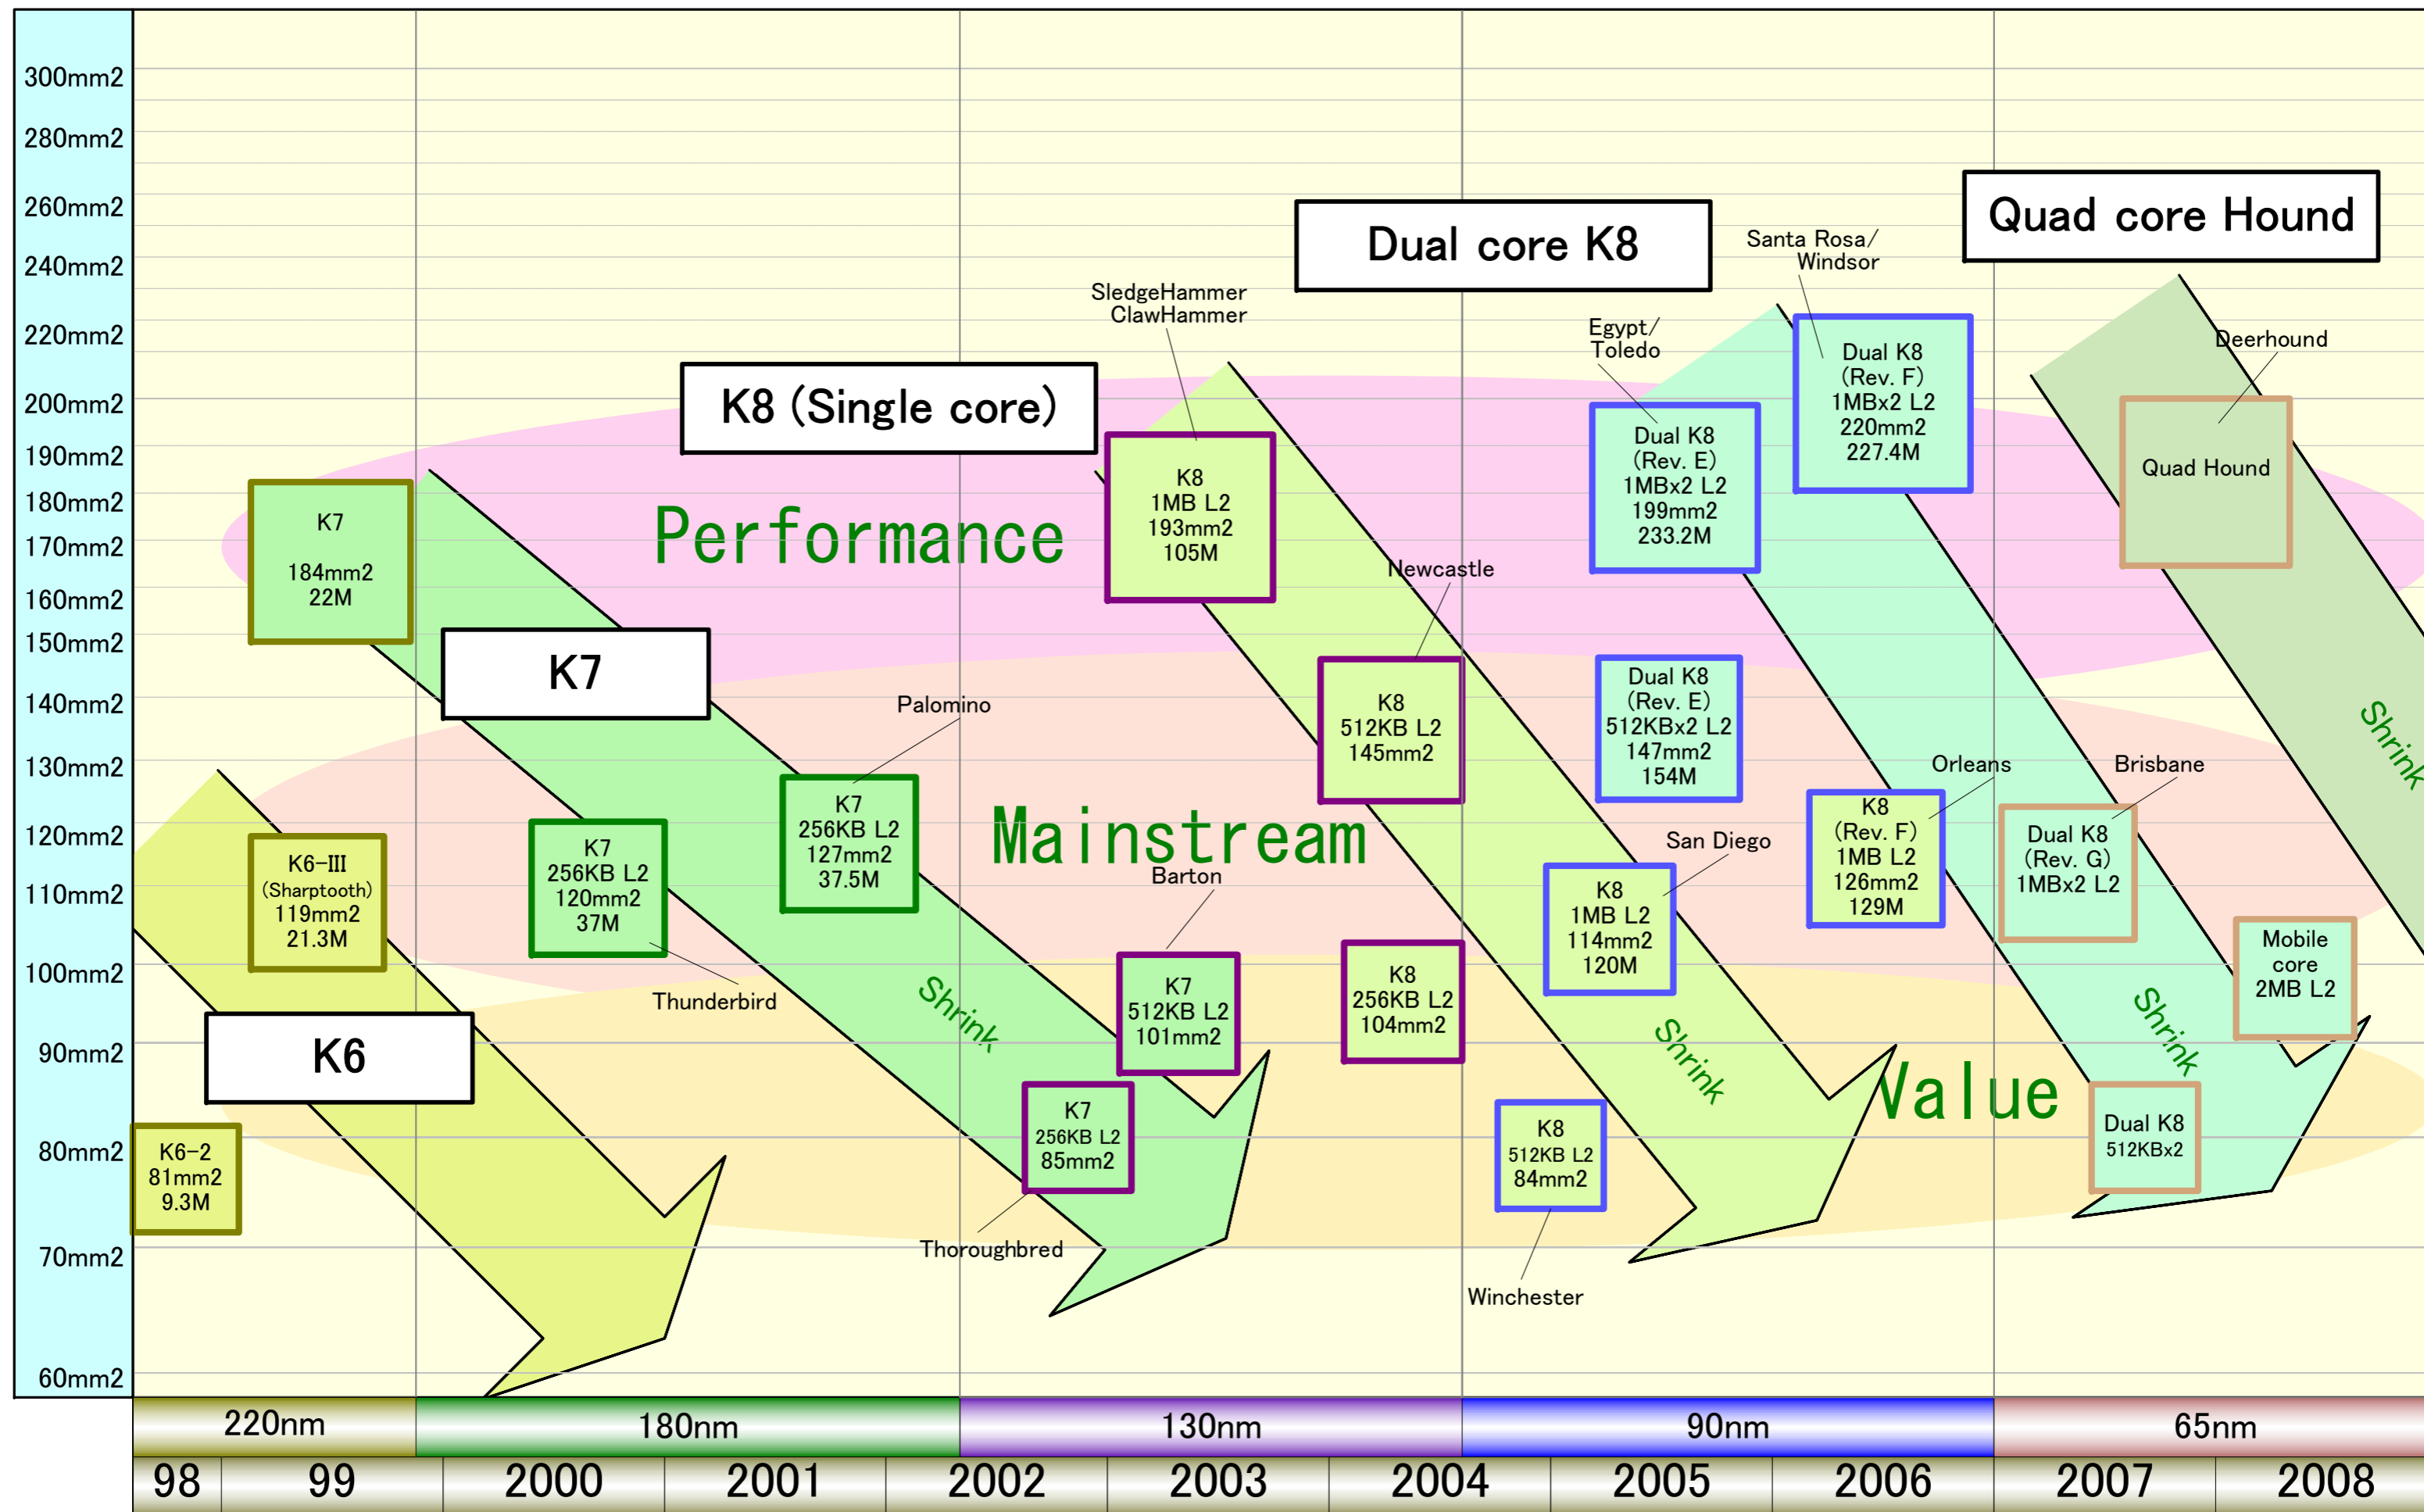 300mm2
280mm2
260mm2
240mm2
220mm2
200mm2
190mm2
180mm2
170mm2
160mm2
150mm2
140mm2
130mm2
120mm2
110mm2
100mm2
90mm2
80mm2
70mm2
60mm2
Quad core Hound
Dual core K8
K8 (Single core)
K7
K6
Performance
Mainstream
Value
K6-2
81mm2
9.3M
K6-III
(Sharptooth)
119mm2
21.3M
K7
184mm2
22M
K7
256KB L2
120mm2
37M
Thunderbird
Palomino
K7
256KB L2
127mm2
37.5M
Shrink
K7
256KB L2
85mm2
Thoroughbred
Barton
K7
512KB L2
101mm2
SledgeHammer
ClawHammer
K8
1MB L2
193mm2
105M
Newcastle
K8
512KB L2
145mm2
K8
256KB L2
104mm2
K8
512KB L2
84mm2
Winchester
San Diego
K8
1MB L2
114mm2
120M
Shrink
Egypt/
Toledo
Dual K8
(Rev. E)
1MBx2 L2
199mm2
233.2M
Dual K8
(Rev. E)
512KBx2 L2
147mm2
154M
Santa Rosa/
Windsor
Dual K8
(Rev. F)
1MBx2 L2
220mm2
227.4M
Orleans
K8
(Rev. F)
1MB L2
126mm2
129M
Brisbane
Dual K8
(Rev. G)
1MBx2 L2
Shrink
Dual K8
512KBx2
Mobile
core
2MB L2
Deerhound
Quad Hound
Shrink
220nm
180nm
130nm
90nm
65nm
98
99
2000
2001
2002
2003
2004
2005
2006
2007
2008